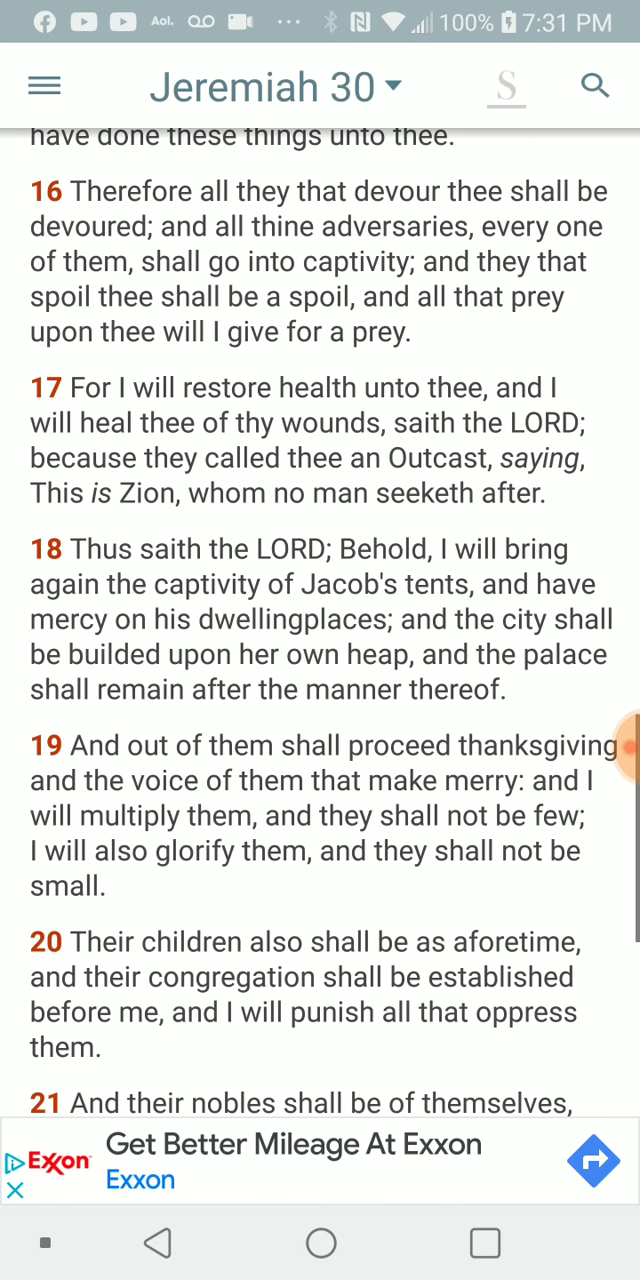 Aol. ... 100% 7:31 PM
Jeremiah 30 S
have done these things unto thee.
16 Therefore all they that devour thee shall be
devoured; and all thine adversaries, every one
of them, shall go into captivity; and they that
spoil thee shall be a spoil, and all that prey
upon thee will I give for a prey.
17 For I will restore health unto thee, and I
will heal thee of thy wounds, saith the LORD;
because they called thee an Outcast, saying,
This is Zion, whom no man seeketh after.
18 Thus saith the LORD; Behold, I will bring
again the captivity of Jacob's tents, and have
mercy on his dwellingplaces; and the city shall
be builded upon her own heap, and the palace
shall remain after the manner thereof.
19 And out of them shall proceed thanksgiving
and the voice of them that make merry: and I
will multiply them, and they shall not be few;
I will also glorify them, and they shall not be
small.
20 Their children also shall be as aforetime,
and their congregation shall be established
before me, and I will punish all that oppress
them.
21 And their nobles shall be of themselves,
Exxon Get Better Mileage At Exxon
Exxon